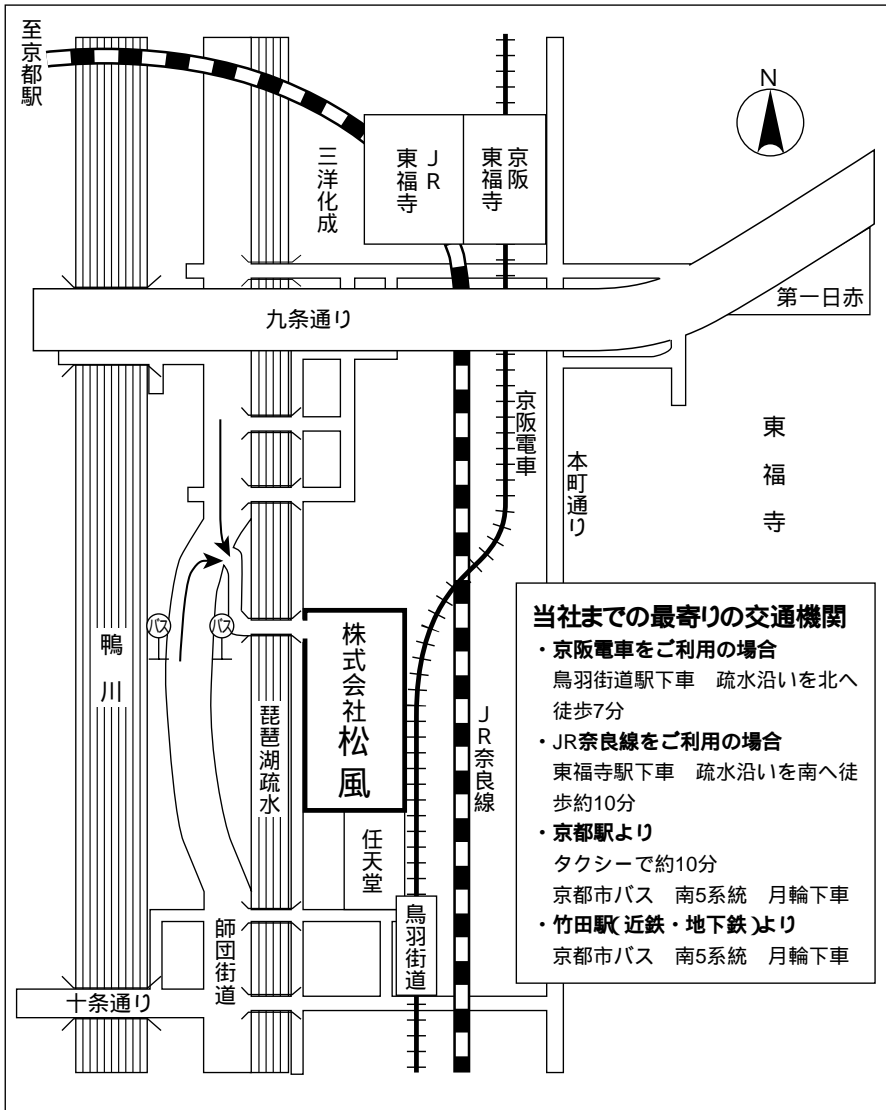 至京都駅
N
三洋化成
JR
東福寺
京阪
東福寺
第一日赤
九条通り
京阪電車
本町通り
東福寺
バス
バス
鴨川
琵琶湖疏水
株式会社
松風
JR奈良線
任天堂
鳥羽街道
師団街道
十条通り
当社までの最寄りの交通機関
・京阪電車をご利用の場合
鳥羽街道駅下車　疏水沿いを北へ
徒歩7分
・JR奈良線をご利用の場合
東福寺駅下車　疏水沿いを南へ徒
歩約10分
・京都駅より
タクシーで約10分
京都市バス　南5系統　月輪下車
・竹田駅(近鉄・地下鉄)より
京都市バス　南5系統　月輪下車